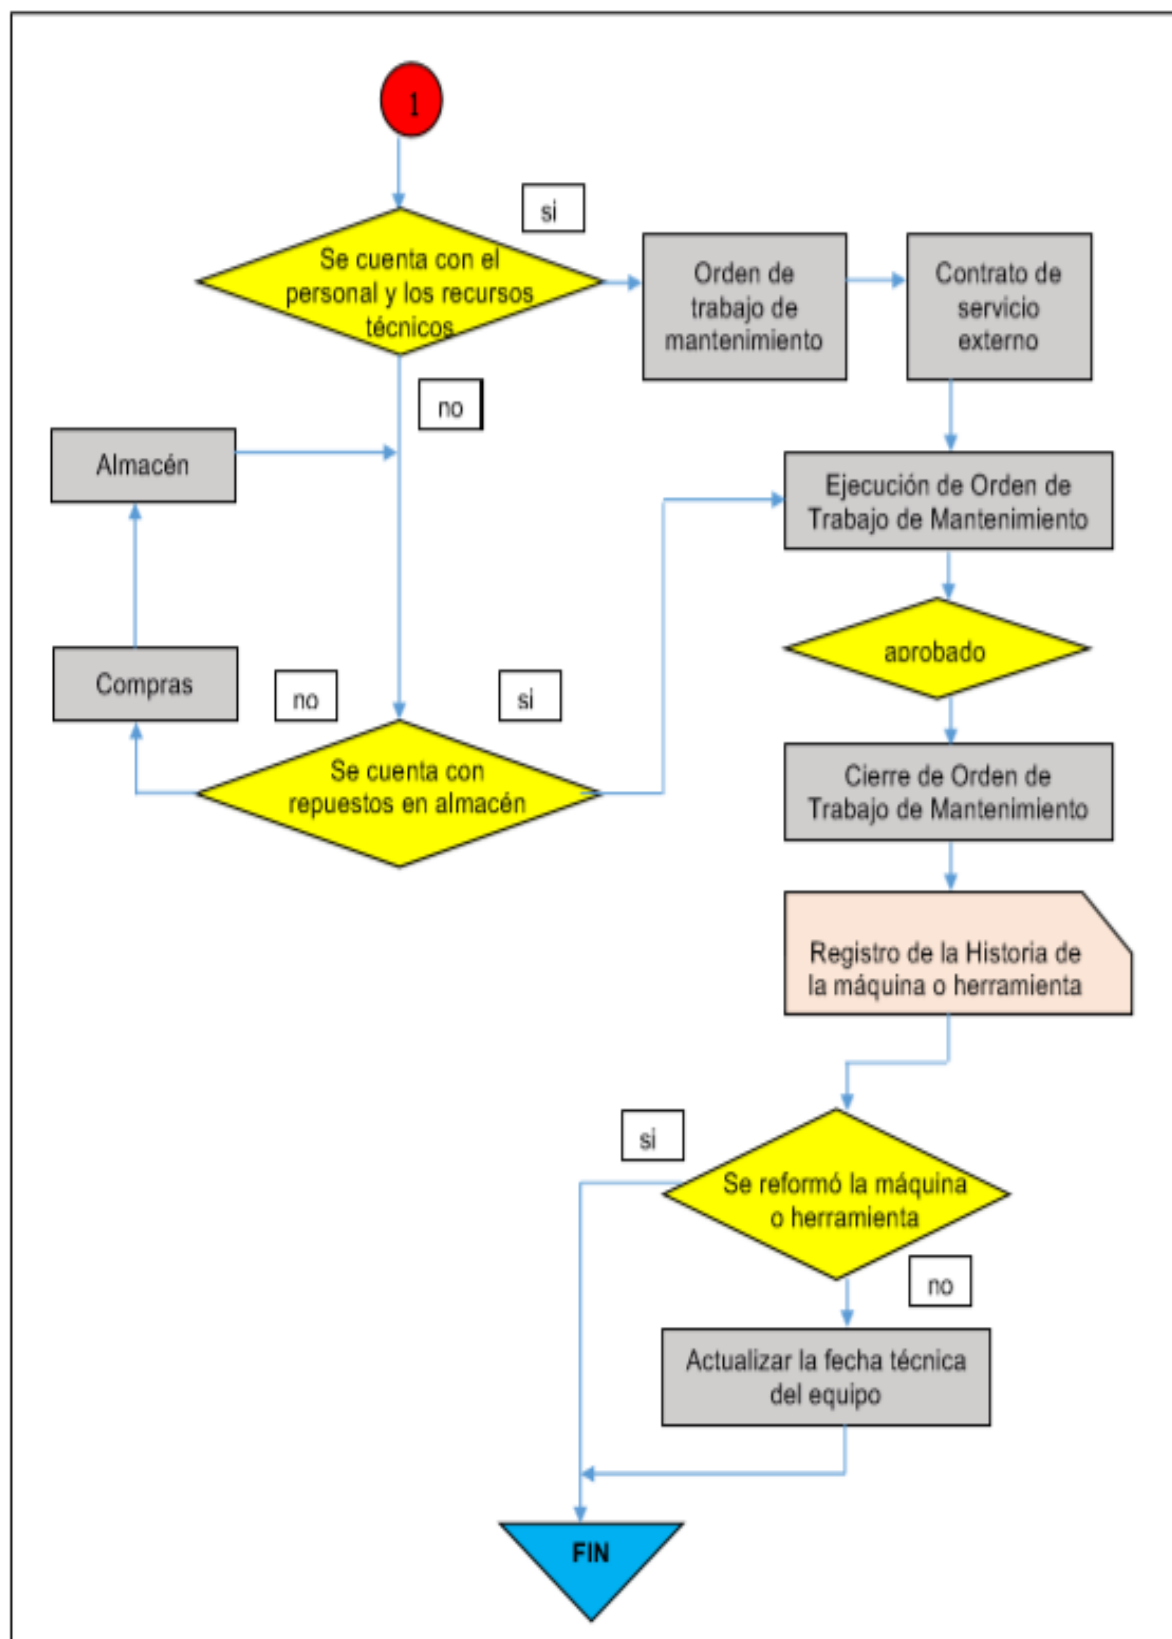 1
si
Se cuenta con el
personal y los recursos
técnicos
Orden de
trabajo de
mantenimiento
Contrato de
servicio
externo
no
Almacén
Ejecución de Orden de
Trabajo de Mantenimiento
aprobado
Compras
no
si
Se cuenta con
repuestos en almacén
Cierre de Orden de
Trabajo de Mantenimiento
Registro de la Historia de
la máquina o herramienta
si
Se reformó la máquina
o herramienta
no
Actualizar la fecha técnica
del equipo
FIN